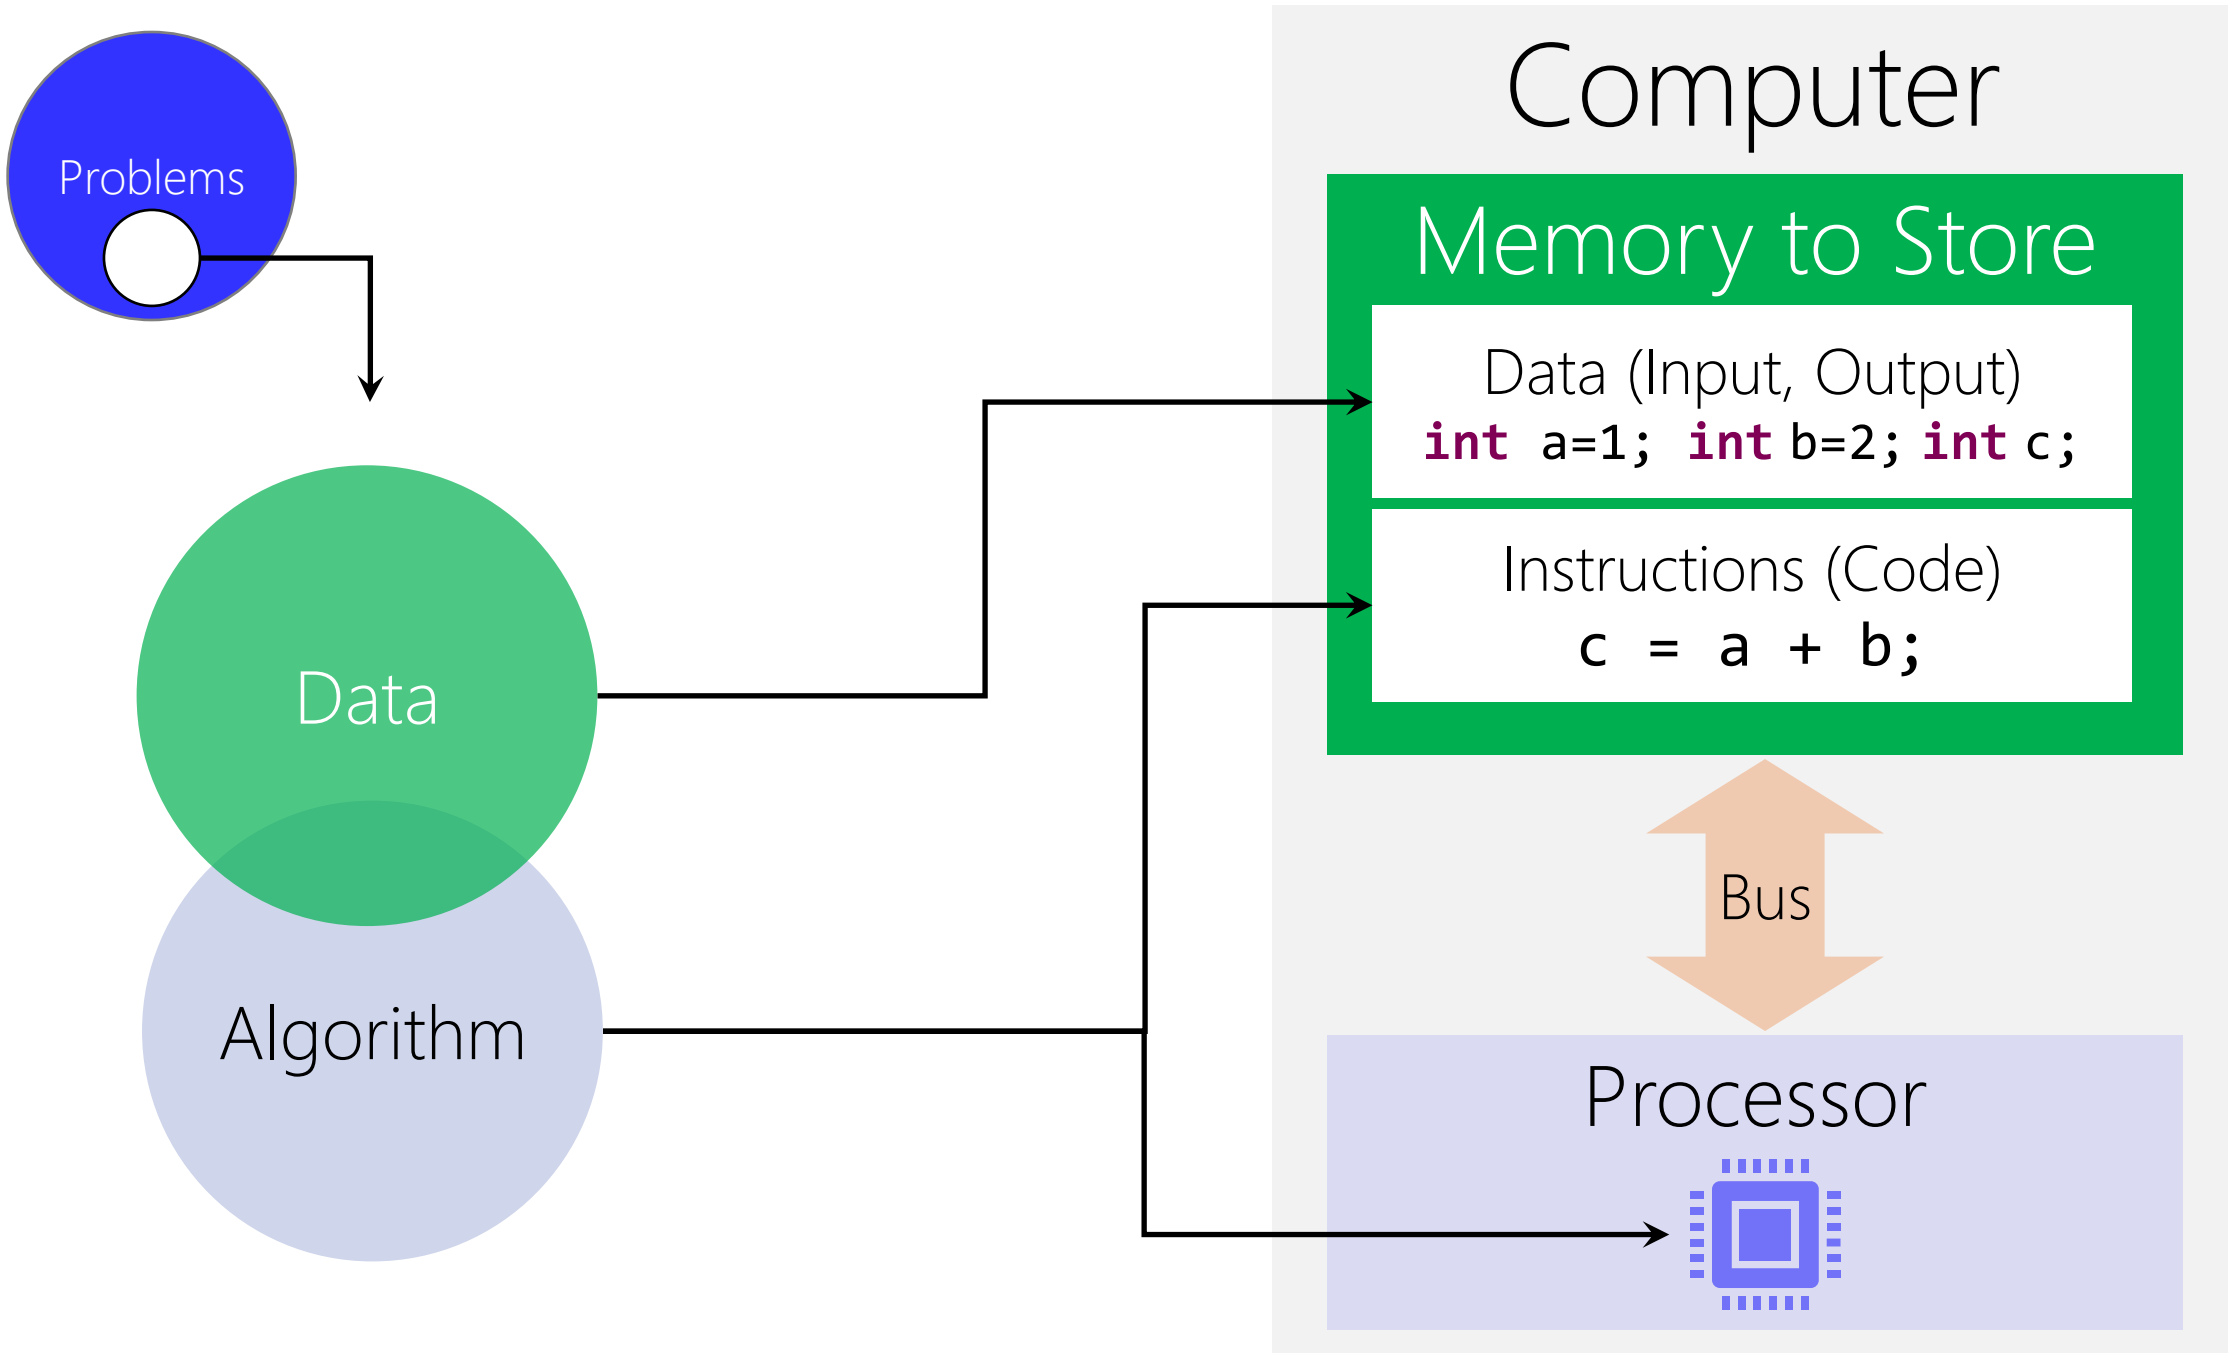 Computer
Problems
Memory to Store
Data (Input, Output)
int a=1; int b=2; int c;
Instructions (Code)
c = a + b;
Data
Bus
Algorithm
Processor